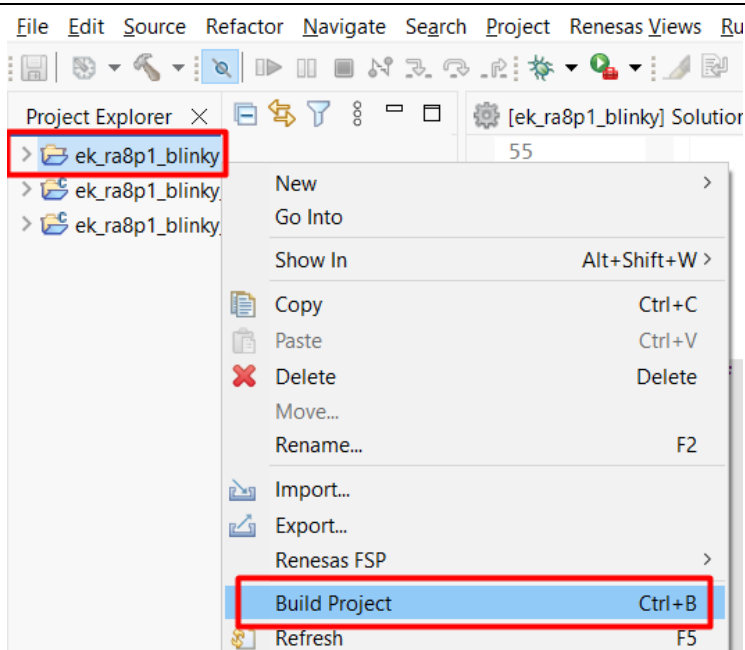 File Edit Source Refactor Navigate Search Project Renesas Views Ru
Project Explorer
[ek_ra8p1_blinky] Solution
ek_ra8p1_blinky
55
ek_ra8p1_blinky_
ek_ra8p1_blinky_
New
Go Into
Show In Alt+Shift+W >
Copy Ctrl+C
Paste Ctrl+V
Delete Delete
Move...
Rename... F2
Import...
Export...
Renesas FSP
Build Project Ctrl+B
Refresh F5